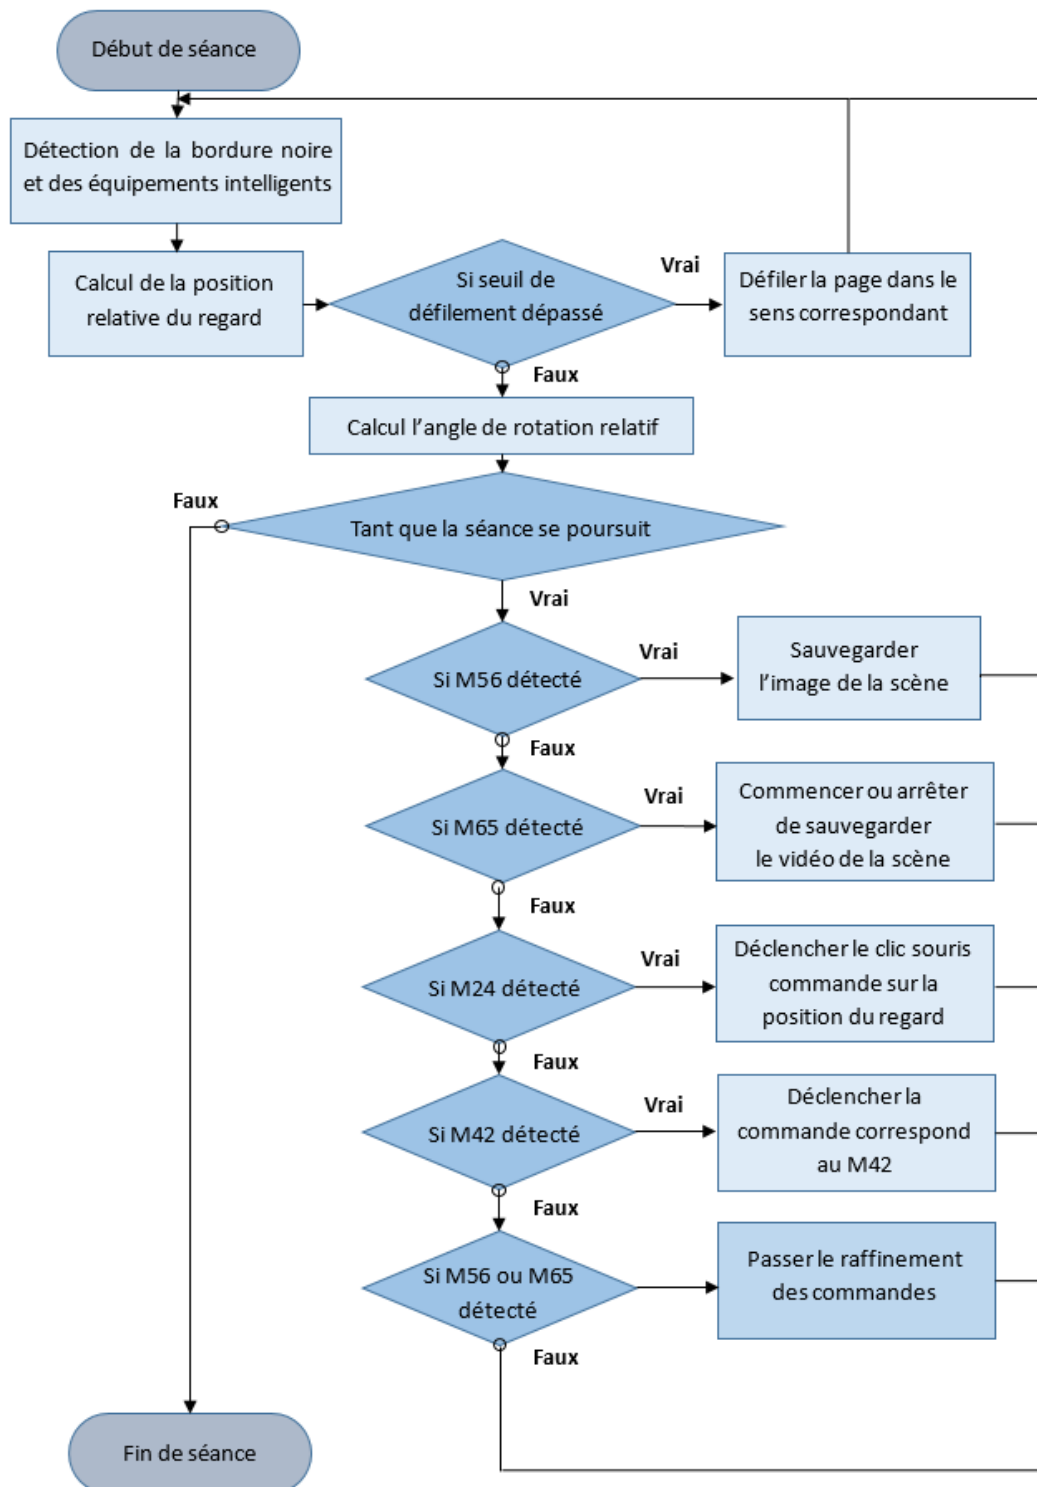 Début de séance
Détection de la bordure noire
et des équipements intelligents
Calcul de la position
relative du regard
Si seuil de
défilement dépassé
Vrai
Défiler la page dans le
sens correspondant
Faux
Calcul l'angle de rotation relatif
Faux
Tant que la séance se poursuit
Vrai
Si M56 détecté
Vrai
Sauvegarder
l'image de la scène
Faux
Si M65 détecté
Vrai
Commencer ou arrêter
de sauvegarder
le vidéo de la scène
Faux
Si M24 détecté
Vrai
Déclencher le clic souris
commande sur la
position du regard
Faux
Si M42 détecté
Vrai
Déclencher la
commande correspond
au M42
Faux
Si M56 ou M65
détecté
Passer le raffinement
des commandes
Faux
Fin de séance